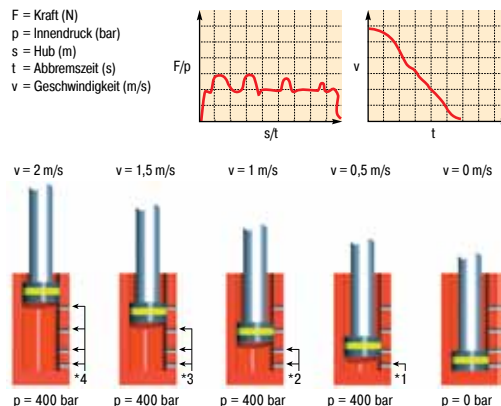 F = Kraft (N)
p = Innendruck (bar)
s = Hub (m)
t = Abbremszeit (s)
v = Geschwindigkeit (m/s)
F/p
s/t
v
t
v = 2 m/s
v = 1,5 m/s
v = 1 m/s
v = 0,5 m/s
v = 0 m/s
*4
*3
*2
*1
p = 400 bar
p = 400 bar
p = 400 bar
p = 400 bar
p = 0 bar